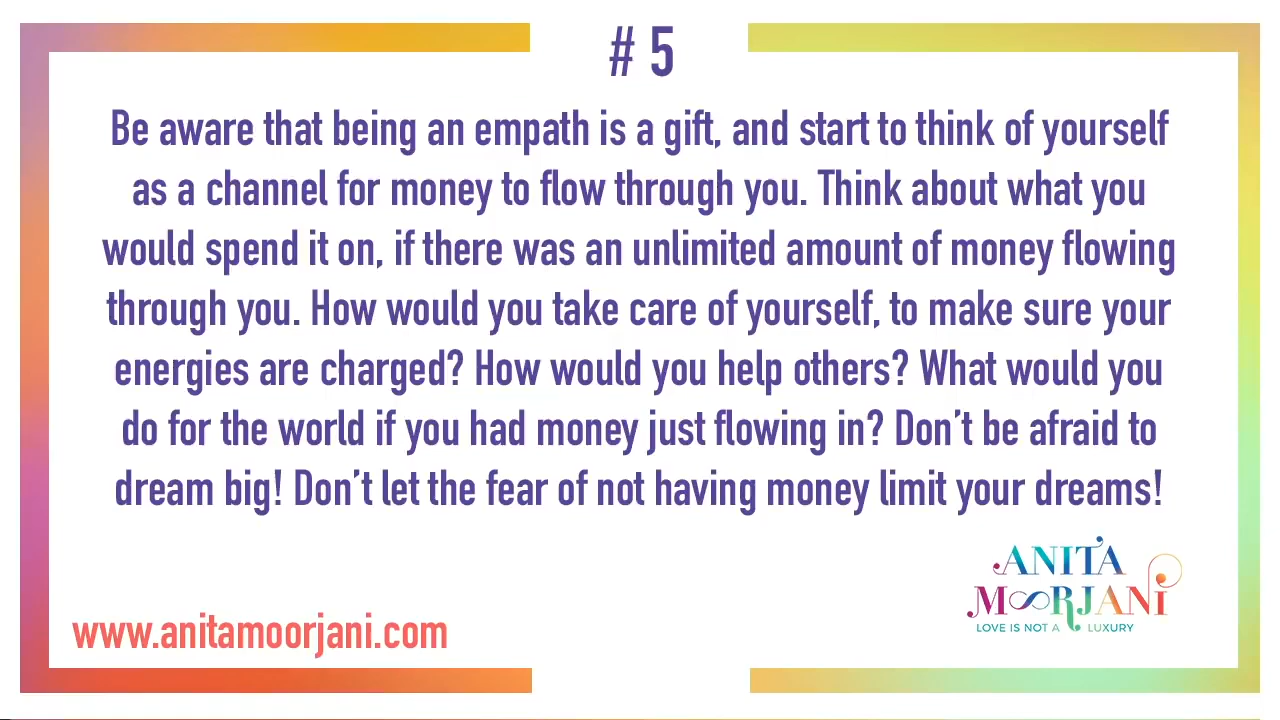 # 5
Be aware that being an empath is a gift, and start to think of yourself
as a channel for money to flow through you. Think about what you
would spend it on, if there was an unlimited amount of money flowing
through you. How would you take care of yourself, to make sure your
energies are charged? How would you help others? What would you
do for the world if you had money just flowing in? Don’t be afraid to
dream big! Don’t let the fear of not having money limit your dreams!
ANITA
MOORJANI
LOVE IS NOT A LUXURY
www.anitamoorjani.com